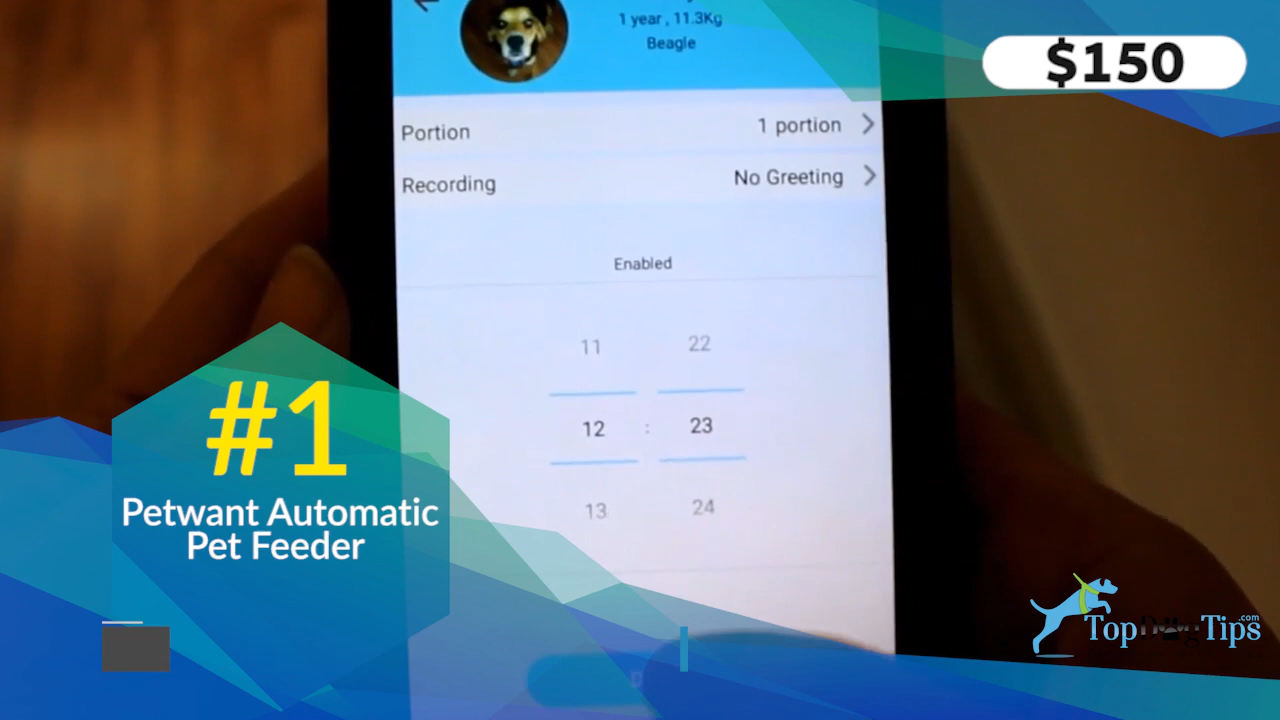 1 year , 11.3Kg
Beagle
$150
Portion
1 portion
Recording
No Greeting
Enabled
11 22
12 : 23
13 24
#1
Petwant Automatic
Pet Feeder
TopDogTips.com